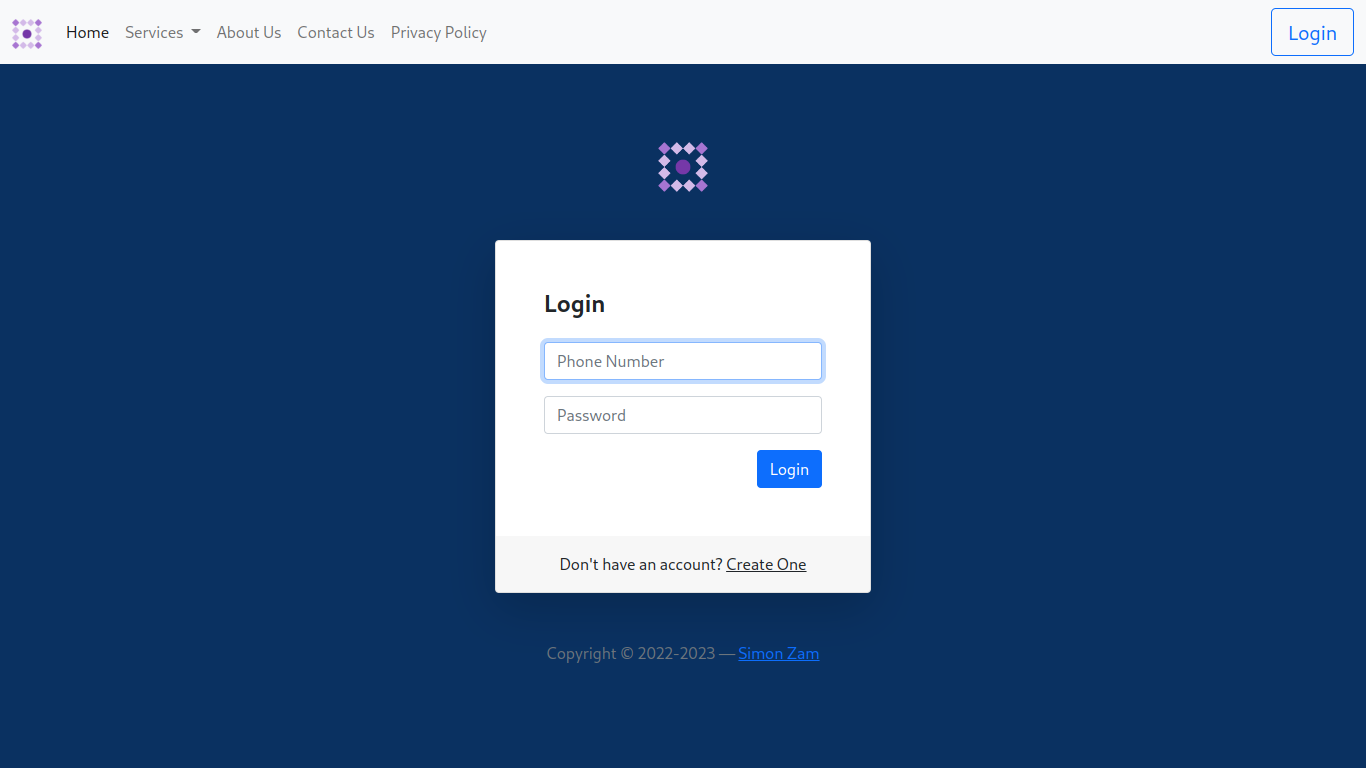 Home Services About Us Contact Us Privacy Policy Login
Login
Phone Number
Password
Login
Don't have an account? Create One
Copyright © 2022-2023 — Simon Zam